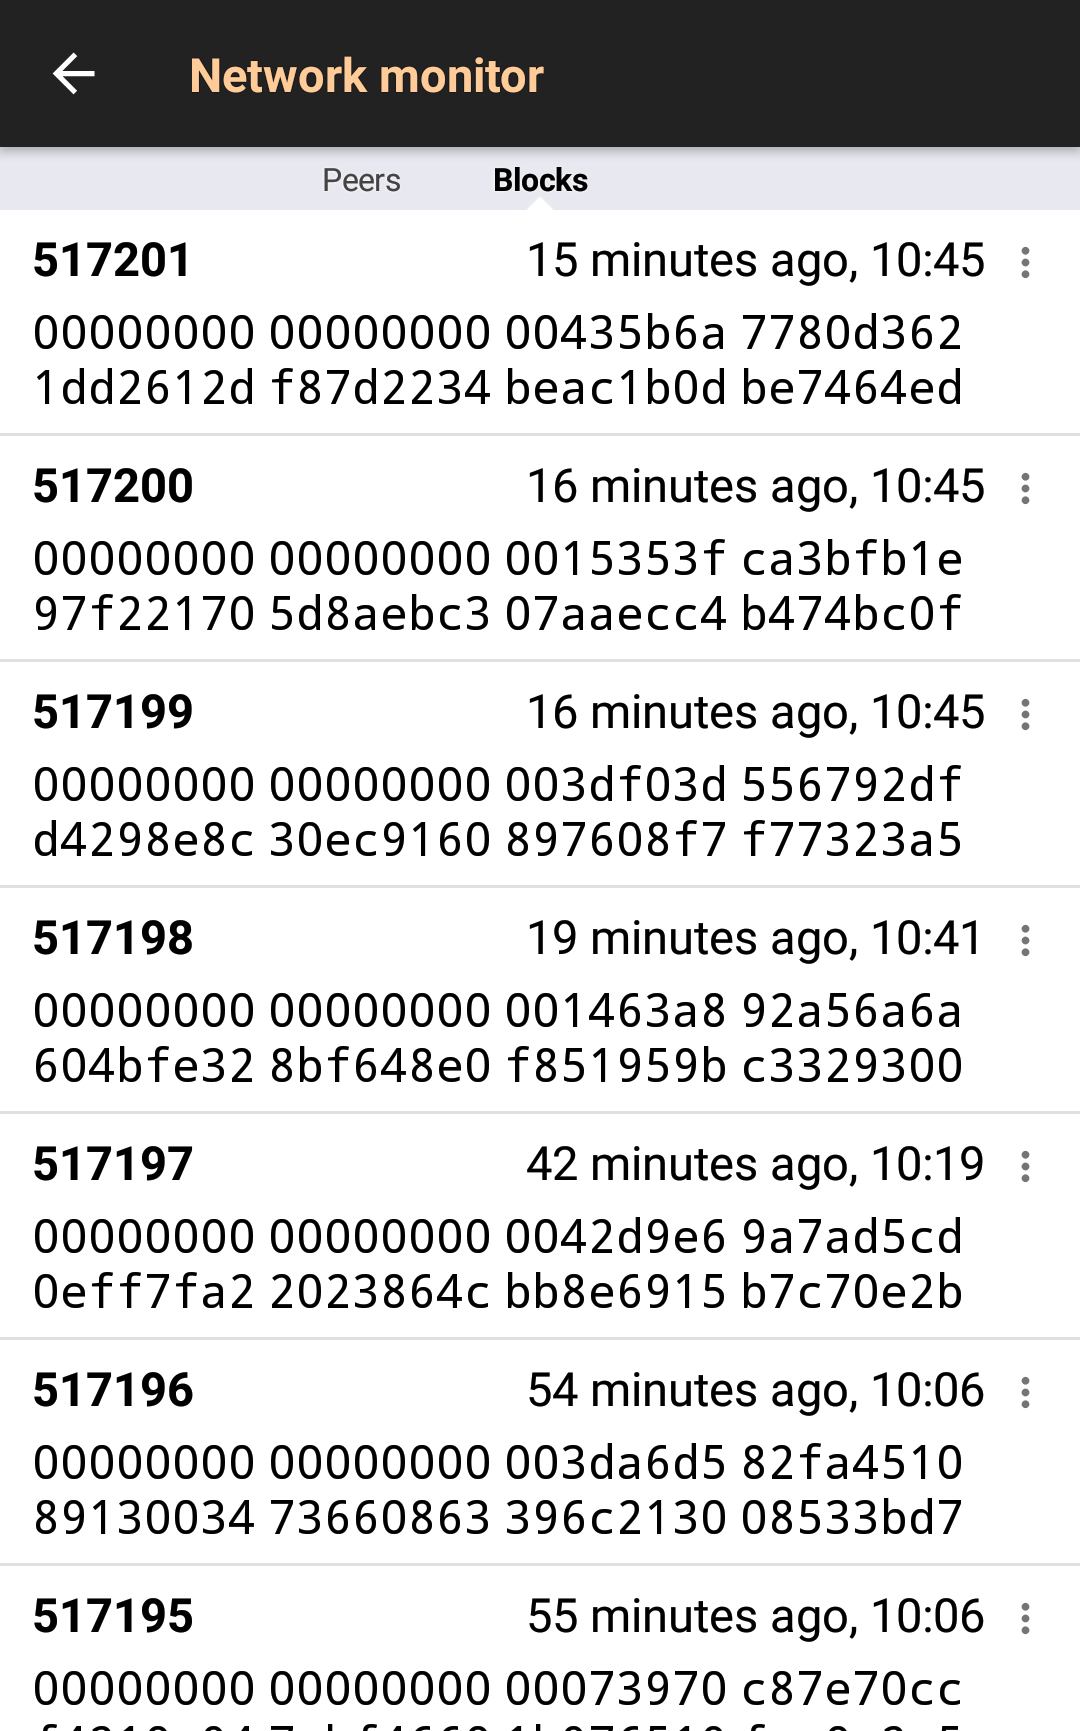 Network monitor
Peers Blocks
517201 15 minutes ago, 10:45
00000000 00000000 00435b6a 7780d362
1dd2612d f87d2234 beac1b0d be7464ed
517200 16 minutes ago, 10:45
00000000 00000000 0015353f ca3bfb1e
97f22170 5d8aebc3 07aaecc4 b474bc0f
517199 16 minutes ago, 10:45
00000000 00000000 003df03d 556792df
d4298e8c 30ec9160 897608f7 f77323a5
517198 19 minutes ago, 10:41
00000000 00000000 001463a8 92a56a6a
604bfe32 8bf648e0 f851959b c3329300
517197 42 minutes ago, 10:19
00000000 00000000 0042d9e6 9a7ad5cd
0eff7fa2 2023864c bb8e6915 b7c70e2b
517196 54 minutes ago, 10:06
00000000 00000000 003da6d5 82fa4510
89130034 73660863 396c2130 08533bd7
517195 55 minutes ago, 10:06
00000000 00000000 00073970 c87e70cc